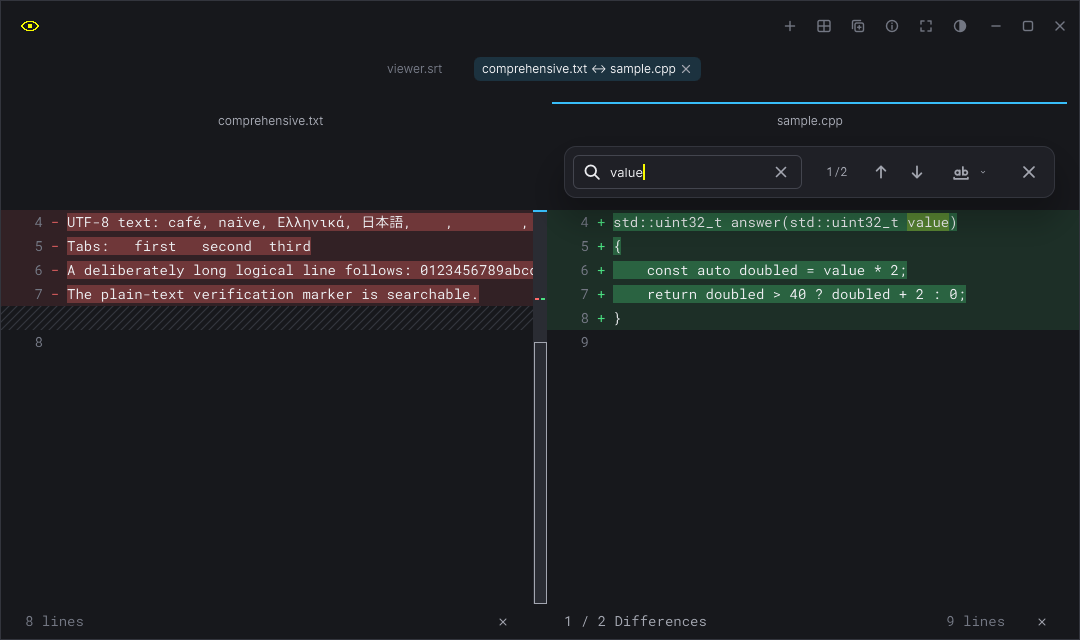 viewer.srt
comprehensive.txt ↔ sample.cpp
comprehensive.txt
sample.cpp
value
1/2
ab
4 - UTF-8 text: café, naïve, Ελληνικά, 日本語, , ,
5 - Tabs: first second third
6 - A deliberately long logical line follows: 0123456789abcd
7 - The plain-text verification marker is searchable.
8
4 + std::uint32_t answer(std::uint32_t value)
5 + {
6 + const auto doubled = value * 2;
7 + return doubled > 40 ? doubled + 2 : 0;
8 + }
9
8 lines
1 / 2 Differences
9 lines